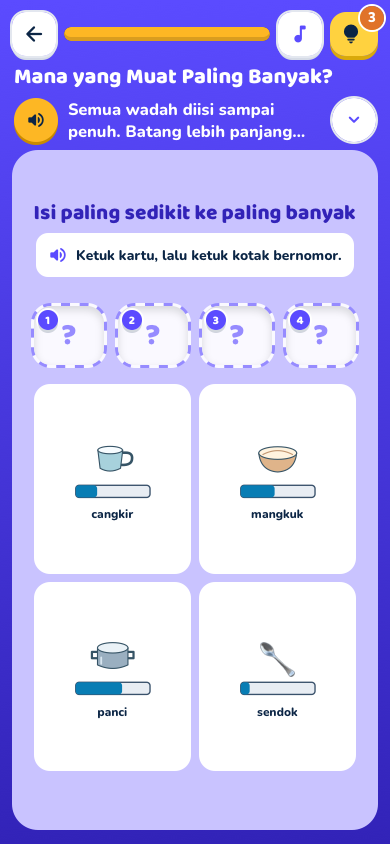 3
Mana yang Muat Paling Banyak?
Semua wadah diisi sampai
penuh. Batang lebih panjang...
Isi paling sedikit ke paling banyak
Ketuk kartu, lalu ketuk kotak bernomor.
1 ? 2 ? 3 ? 4 ?
cangkir
mangkuk
panci
sendok